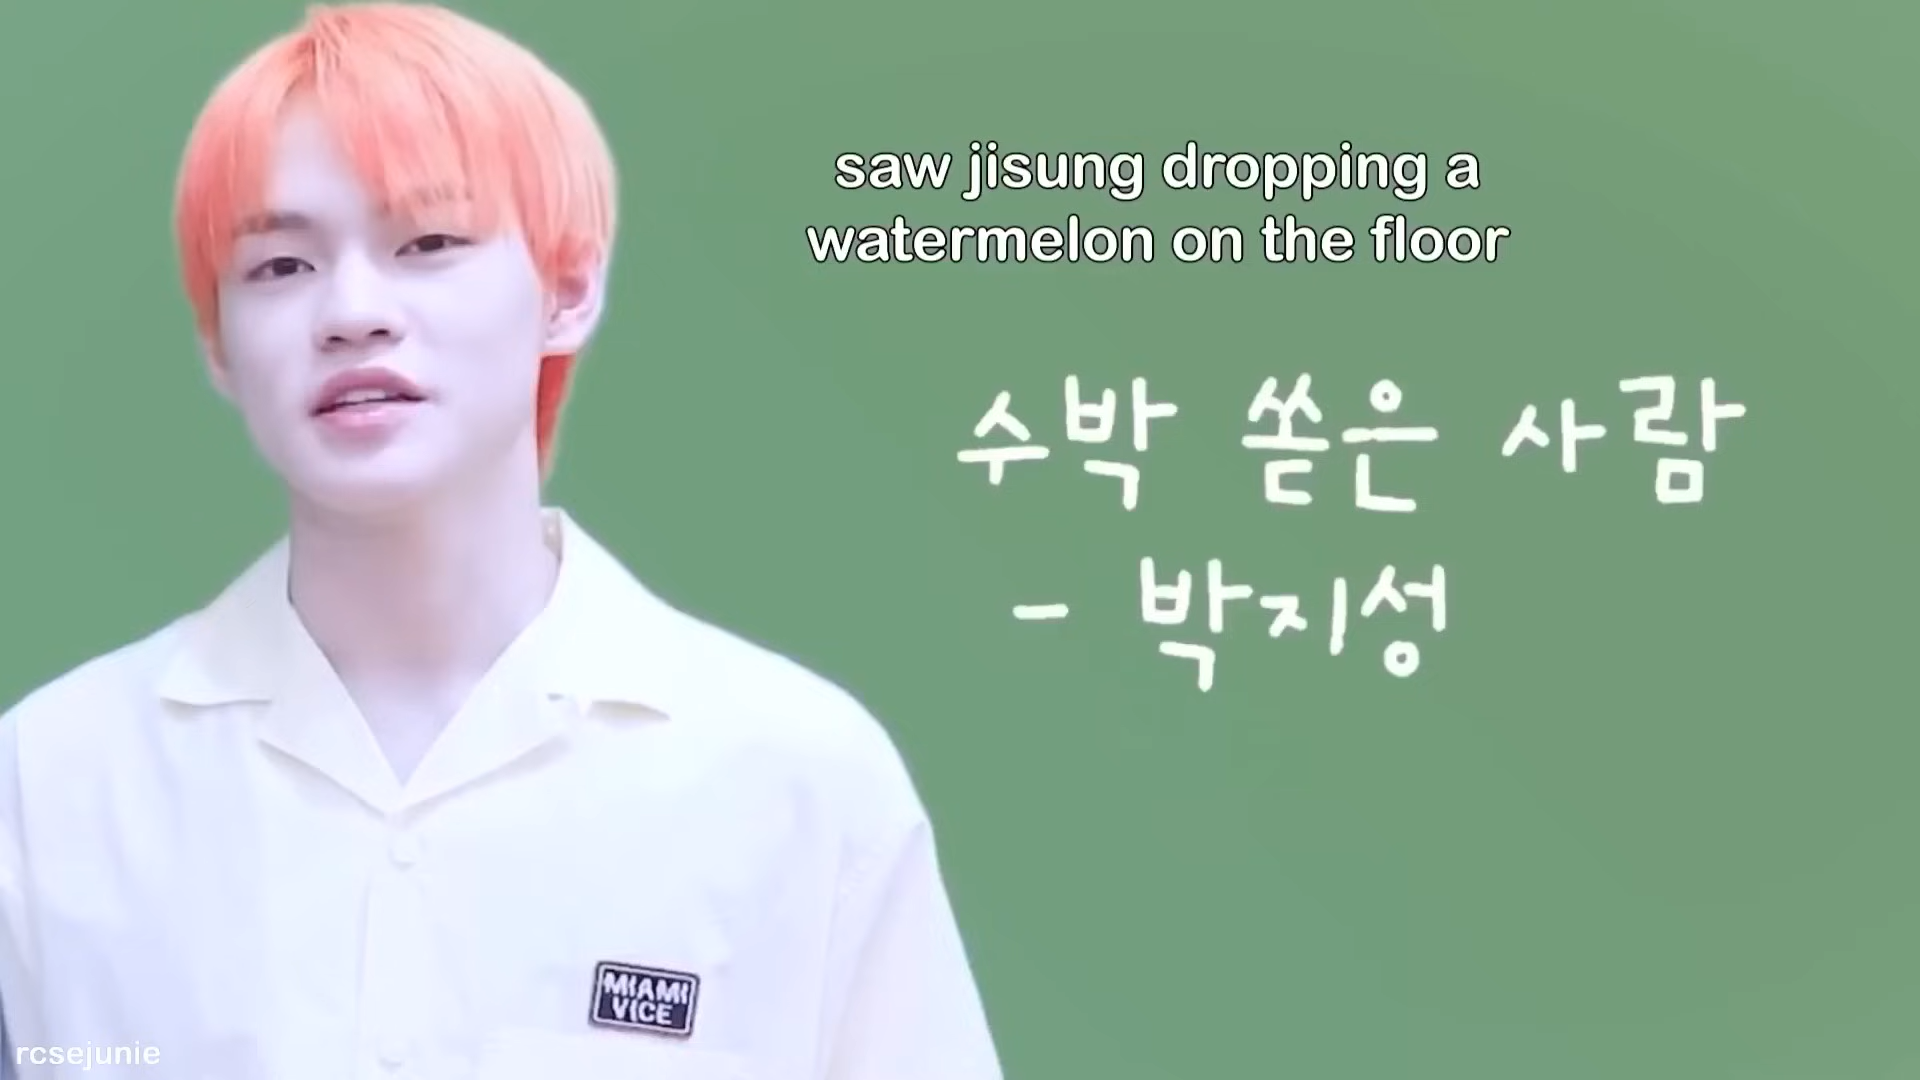 saw jisung dropping a
watermelon on the floor
수박 쏟은 사람
- 박지성
MIAMI
VICE
rcsejunie